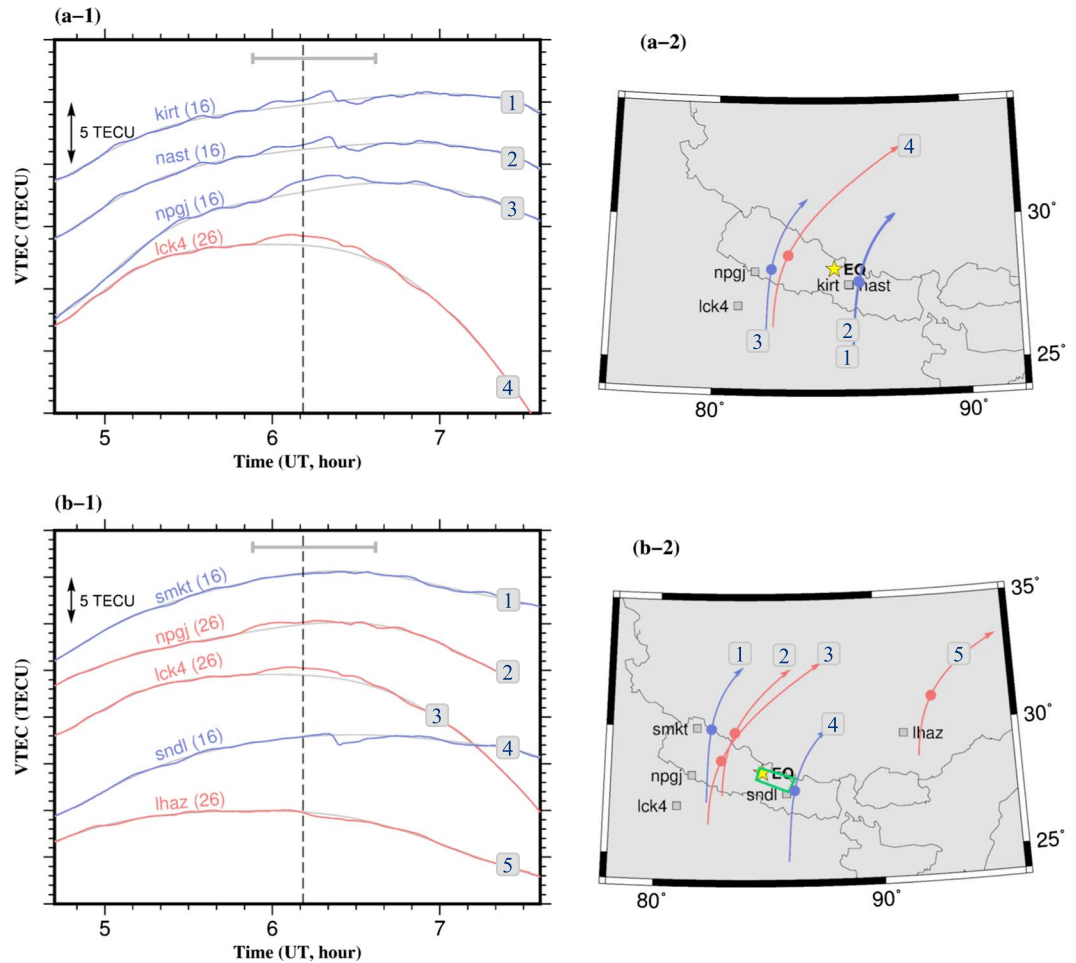 (a-1)
kirt (16)
1
5 TECU
nast (16)
2
npgj (16)
3
lck4 (26)
4
VTEC (TECU)
5 6 7
Time (UT, hour)
(a-2)
4
30°
npgj
EQ
kirt nast
lck4
3
2
1
25°
80° 90°
(b-1)
smkt (16)
5 TECU
1
npgj (26)
2
lck4 (26)
3
sndl (16)
4
lhaz (26)
5
VTEC (TECU)
5 6 7
Time (UT, hour)
(b-2)
35°
1 2 3 5
4
30°
smkt
lhaz
npgj
EQ
sndl
lck4
25°
80° 90°